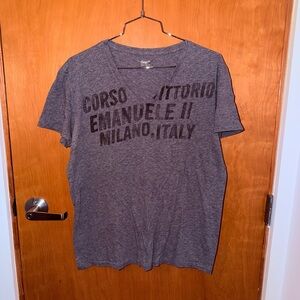 CORSO ITTORIO
EMANUELE II
MILANO, ITALY